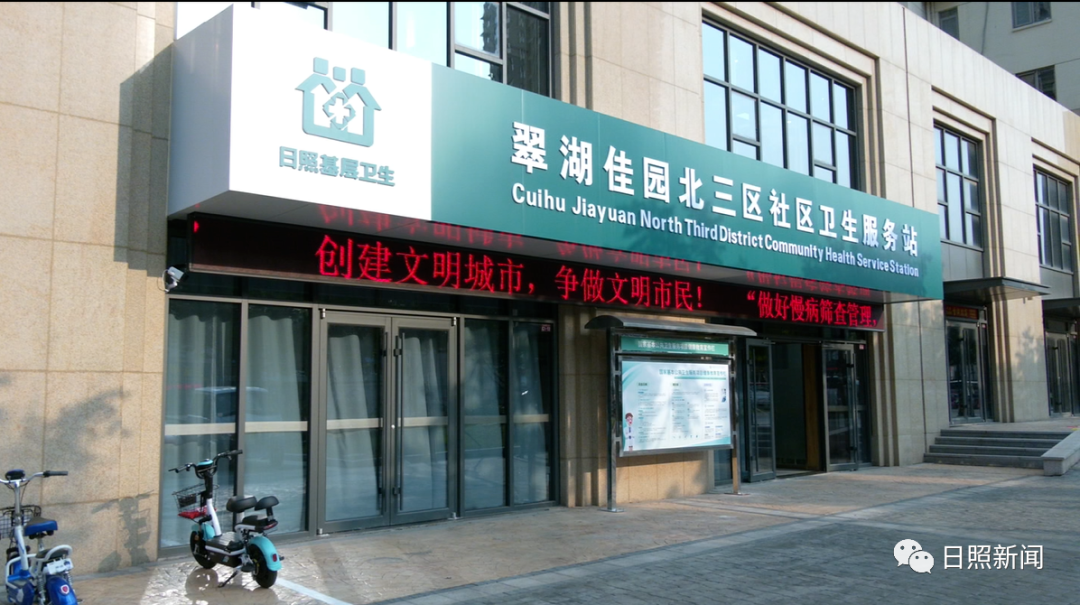 日照基层卫生
翠湖佳园北三区社区卫生服务站
Cuihu Jiayuan North Third District Community Health Service Station
创建文明城市，争做文明市民！ “做好慢病筛查管理，
日照新闻